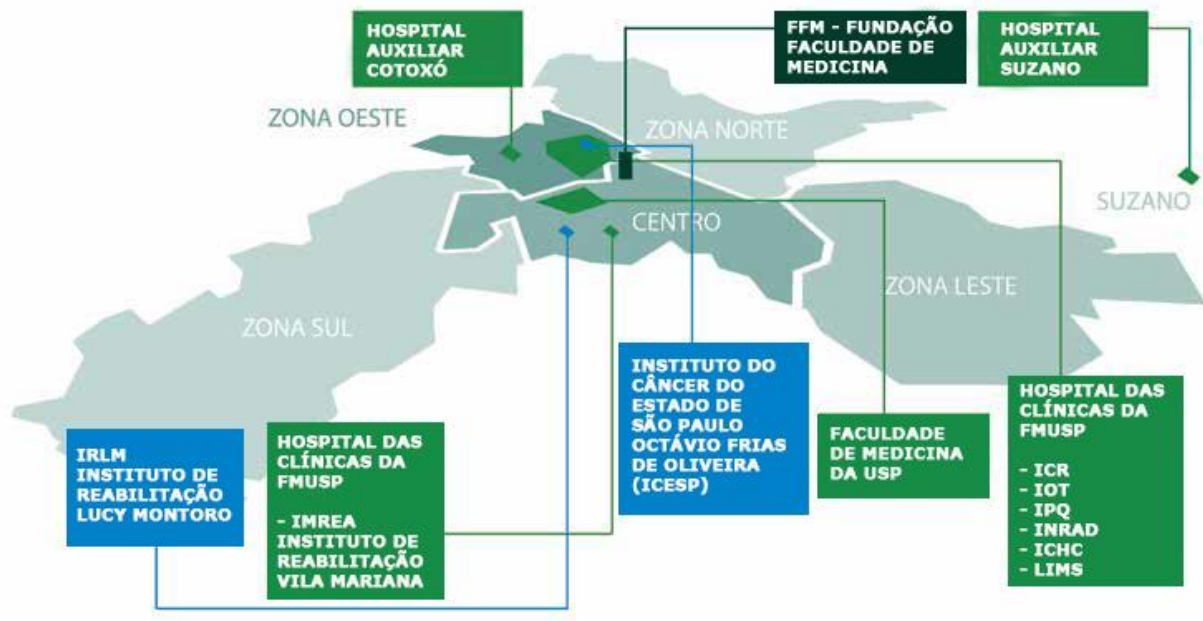 HOSPITAL
AUXILIAR
COTOXÓ
FFM - FUNDAÇÃO
FACULDADE DE
MEDICINA
HOSPITAL
AUXILIAR
SUZANO
ZONA OESTE
ZONA NORTE
SUZANO
CENTRO
ZONA LESTE
ZONA SUL
IRLM
INSTITUTO DE
REABILITAÇÃO
LUCY MONTORO
HOSPITAL DAS
CLÍNICAS DA
FMUSP
- IMREA
INSTITUTO DE
REABILITAÇÃO
VILA MARIANA
INSTITUTO DO
CÂNCER DO
ESTADO DE
SÃO PAULO
OCTÁVIO FRIAS
DE OLIVEIRA
(ICESP)
FACULDADE
DE MEDICINA
DA USP
HOSPITAL DAS
CLÍNICAS DA
FMUSP
- ICR
- IOT
- IPQ
- INRAD
- ICHC
- LIMS